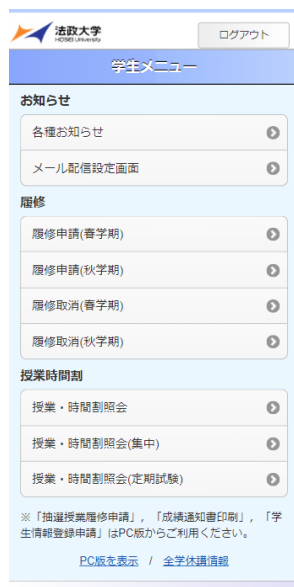 法政大学
HOSEI University
ログアウト
学生メニュー
お知らせ
各種お知らせ
メール配信設定画面
履修
履修申請(春学期)
履修申請(秋学期)
履修取消(春学期)
履修取消(秋学期)
授業時間割
授業・時間割照会
授業・時間割照会(集中)
授業・時間割照会(定期試験)
※「抽選授業履修申請」，「成績通知書印刷」，「学
生情報登録申請」はPC版からご利用ください。
PC版を表示 / 全学休講情報